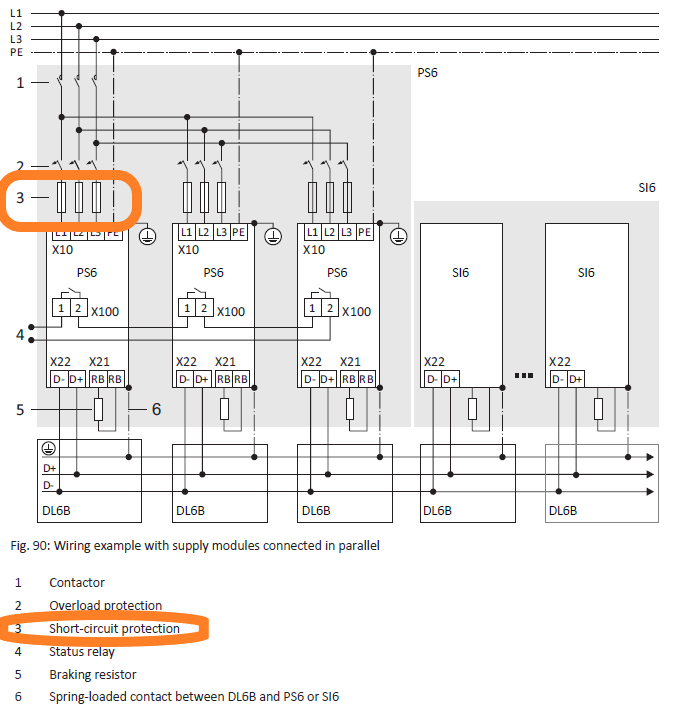 L1
L2
L3
PE
PS6
1
2
3
SI6
L1 L2 L3 PE L1 L2 L3 PE L1 L2 L3 PE
X10 X10 X10
PS6 PS6 PS6 SI6 SI6
1 2 X100 1 2 X100 1 2 X100
4
X22 X21 X22 X21 X22 X21 X22 X22
D- D+ RB RB D- D+ RB RB D- D+ RB RB D- D+ D- D+
5 6
D+
D-
DL6B DL6B DL6B DL6B DL6B
Fig. 90: Wiring example with supply modules connected in parallel
1 Contactor
2 Overload protection
3 Short-circuit protection
4 Status relay
5 Braking resistor
6 Spring-loaded contact between DL6B and PS6 or SI6